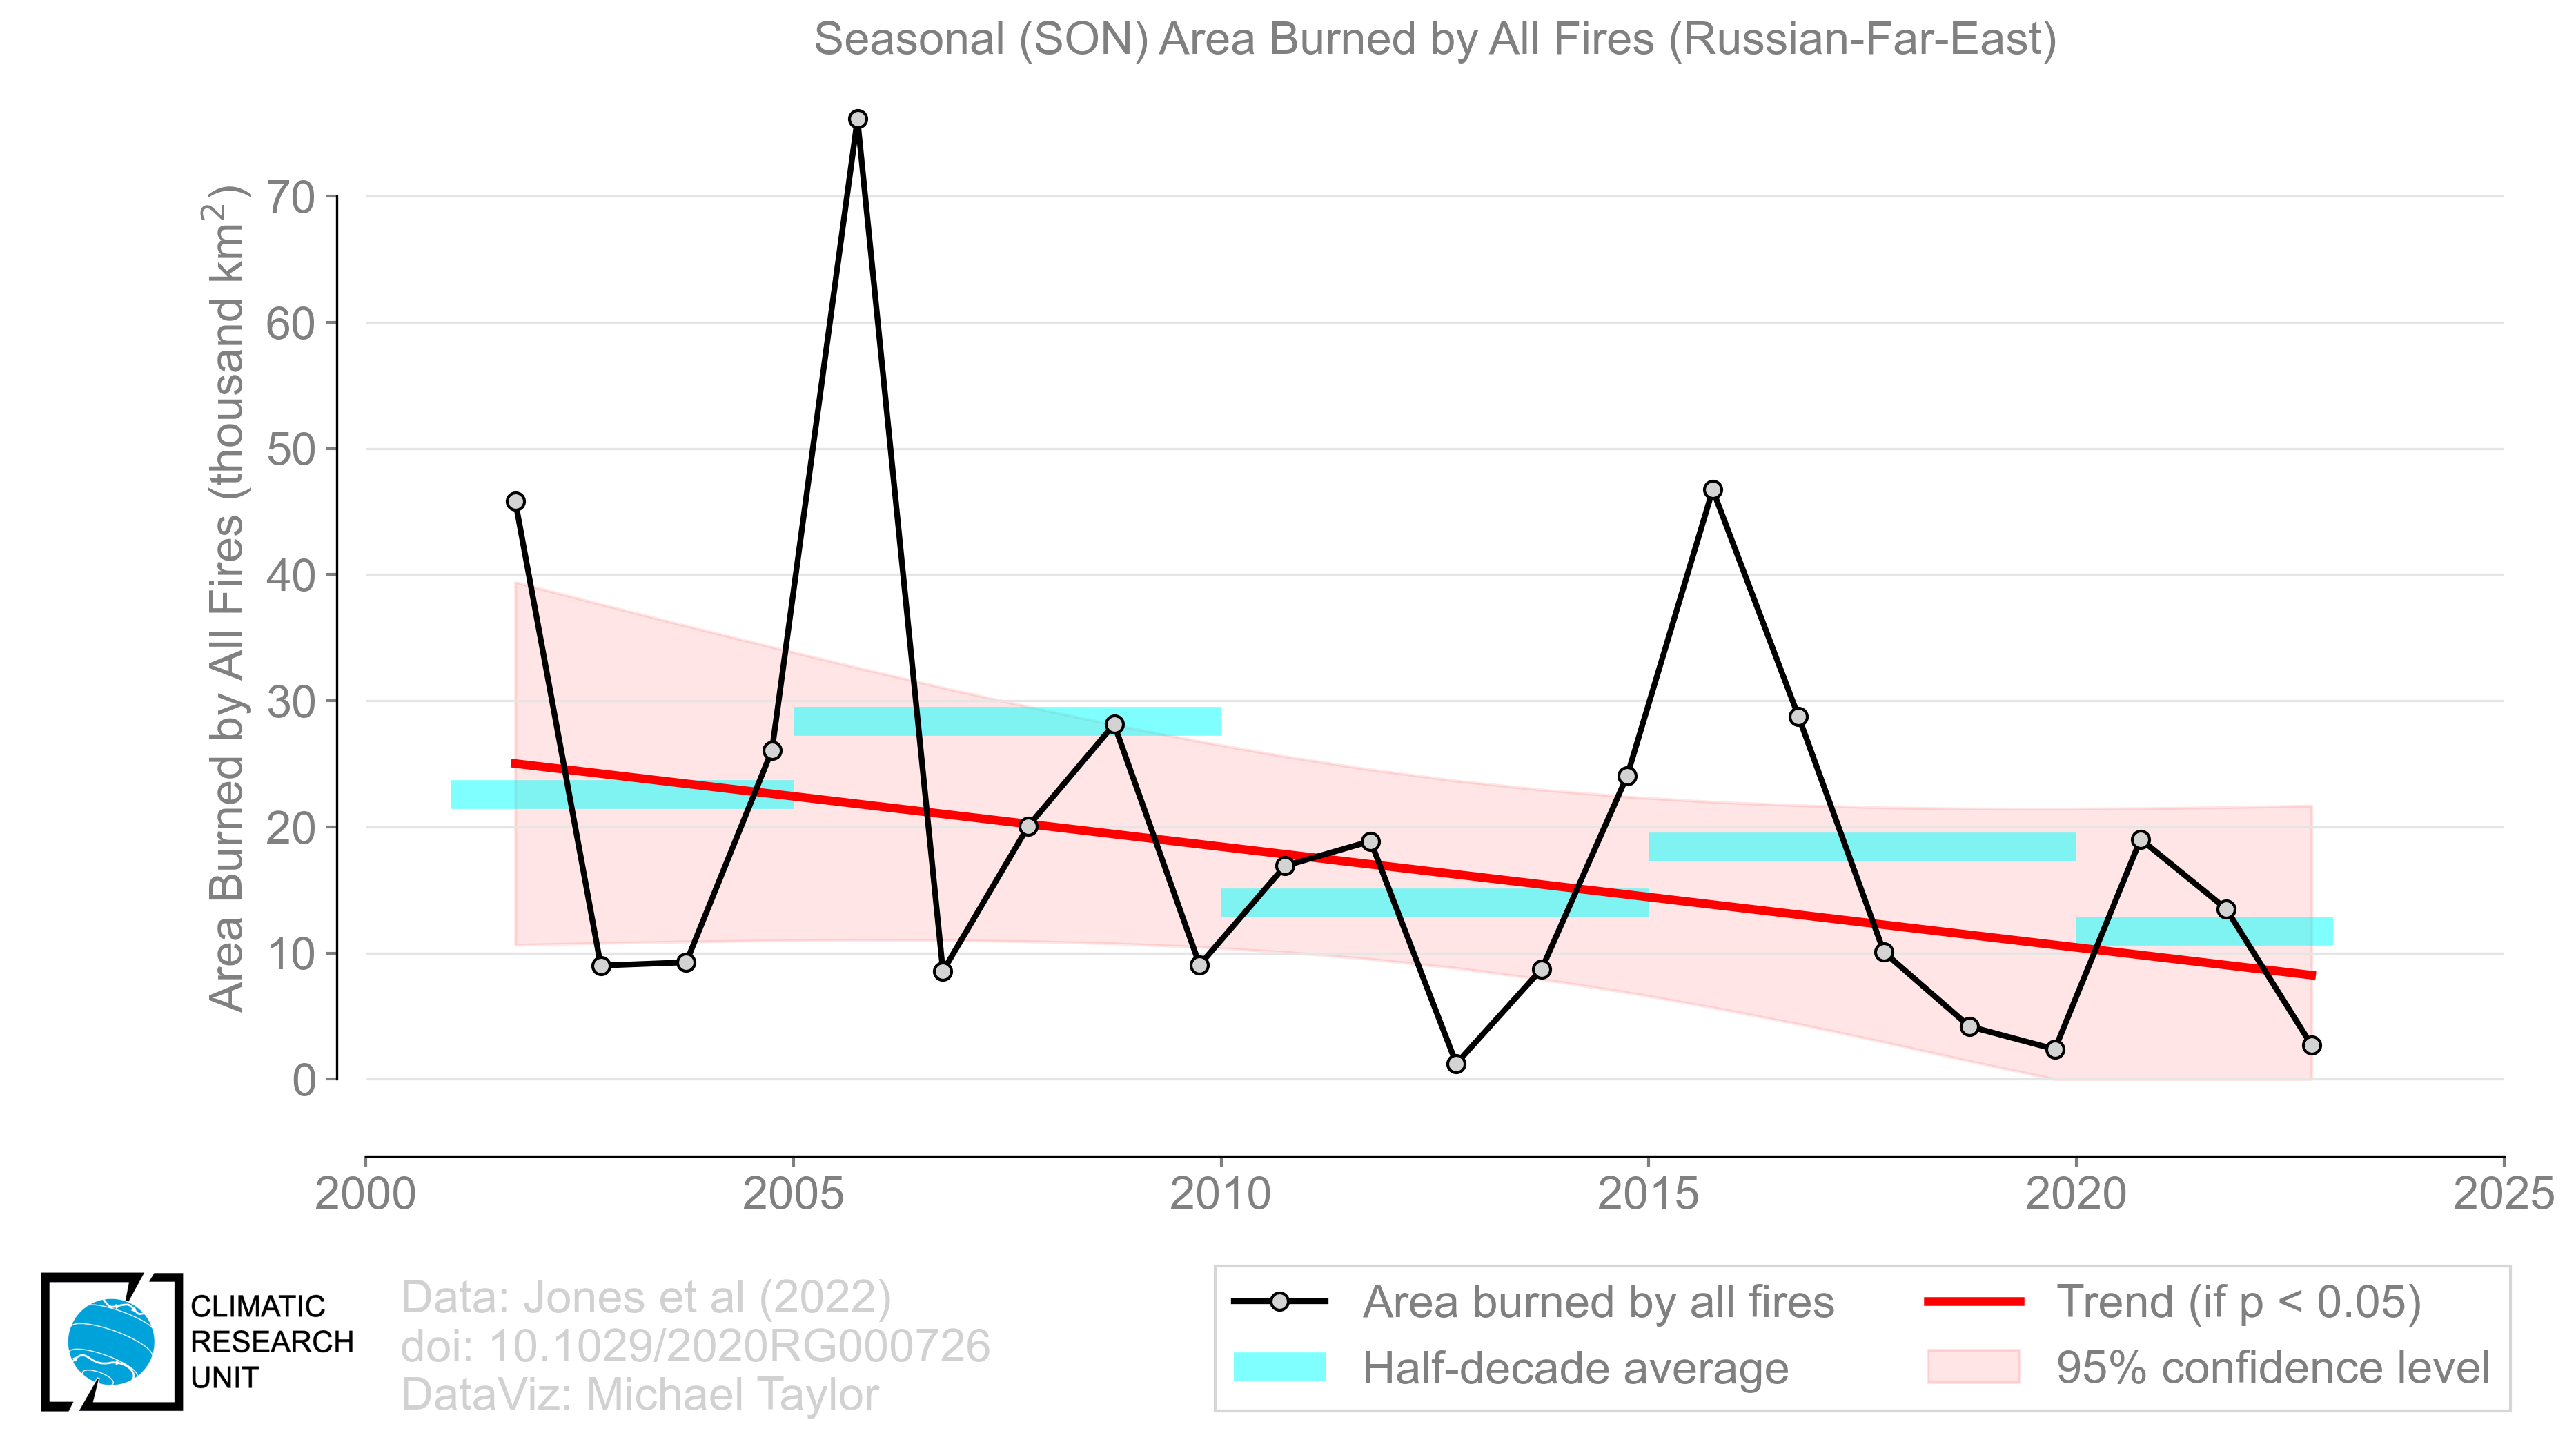 Seasonal (SON) Area Burned by All Fires (Russian-Far-East)
Area Burned by All Fires (thousand km²)
70
60
50
40
30
20
10
0
2000 2005 2010 2015 2020 2025
CLIMATIC
RESEARCH
UNIT
Data: Jones et al (2022)
doi: 10.1029/2020RG000726
DataViz: Michael Taylor
Area burned by all fires
Half-decade average
Trend (if p < 0.05)
95% confidence level